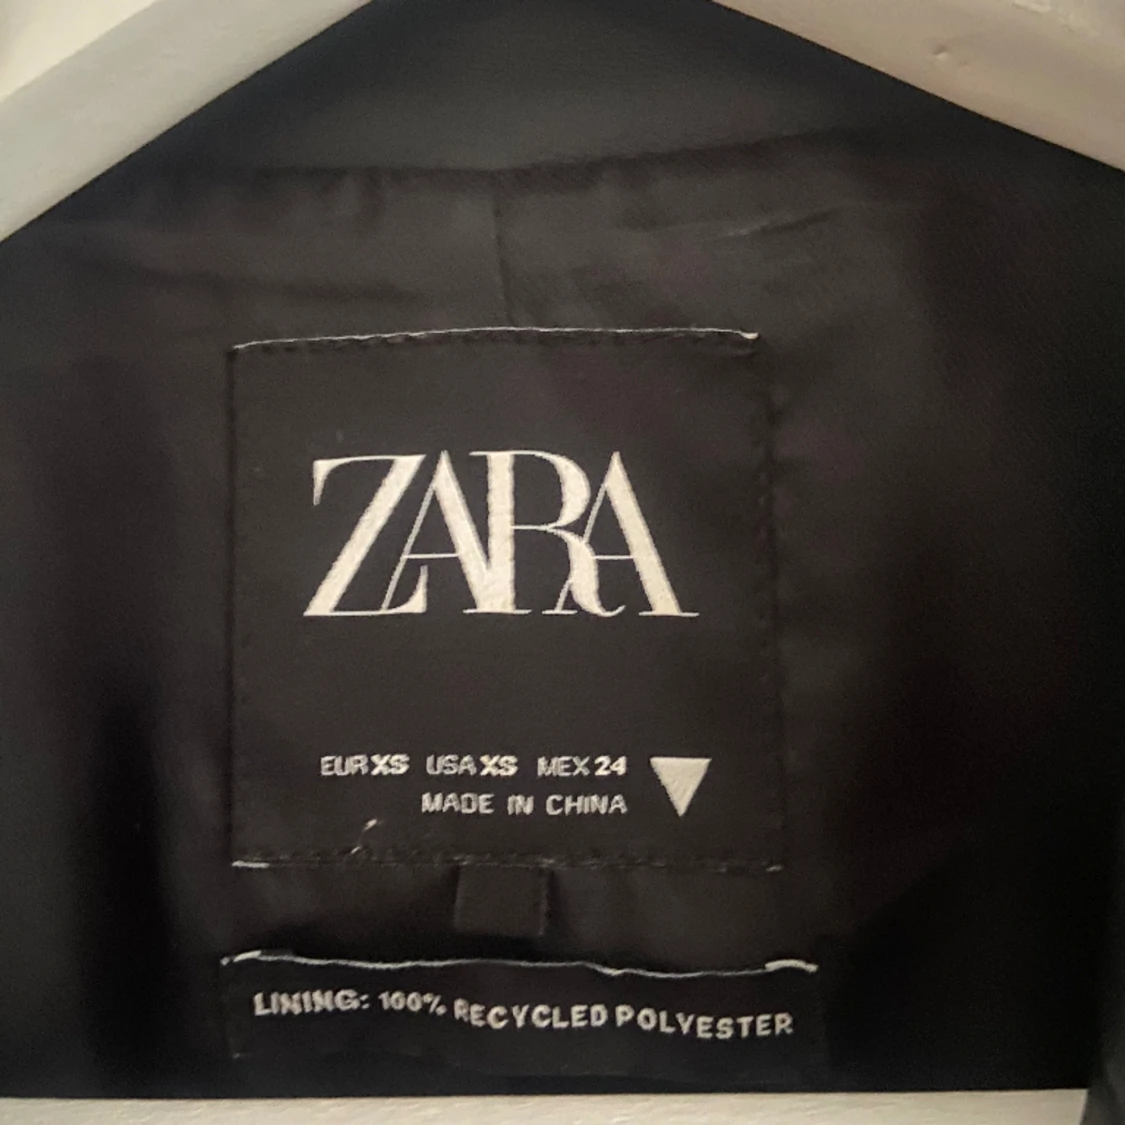 ZARA
EUR XS USA XS MEX 24
MADE IN CHINA
LINING: 100% RECYCLED POLYESTER